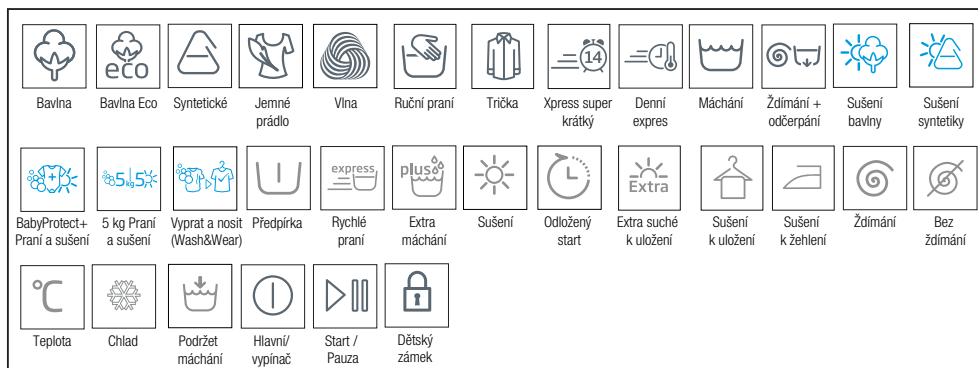 eco
14
Bavlna Bavlna Eco Syntetické Jemné Vlna Ruční praní Trička Xpress super Denní Máchání Ždímání + Sušení Sušení
prádlo krátký expres odčerpání bavlny syntetiky
5kg 5
express
plus
Extra
BabyProtect+ 5 kg Praní Vyprat a nosit Předpírka Rychlé Extra Sušení Odložený Extra suché Sušení Sušení Ždímání Bez
Praní a sušení a sušení (Wash&Wear) praní máchání start k uložení k uložení k žehlení ždímání
°C
Teplota Chlad Podržet Hlavní/ Start / Dětský
máchání vypínač Pauza zámek